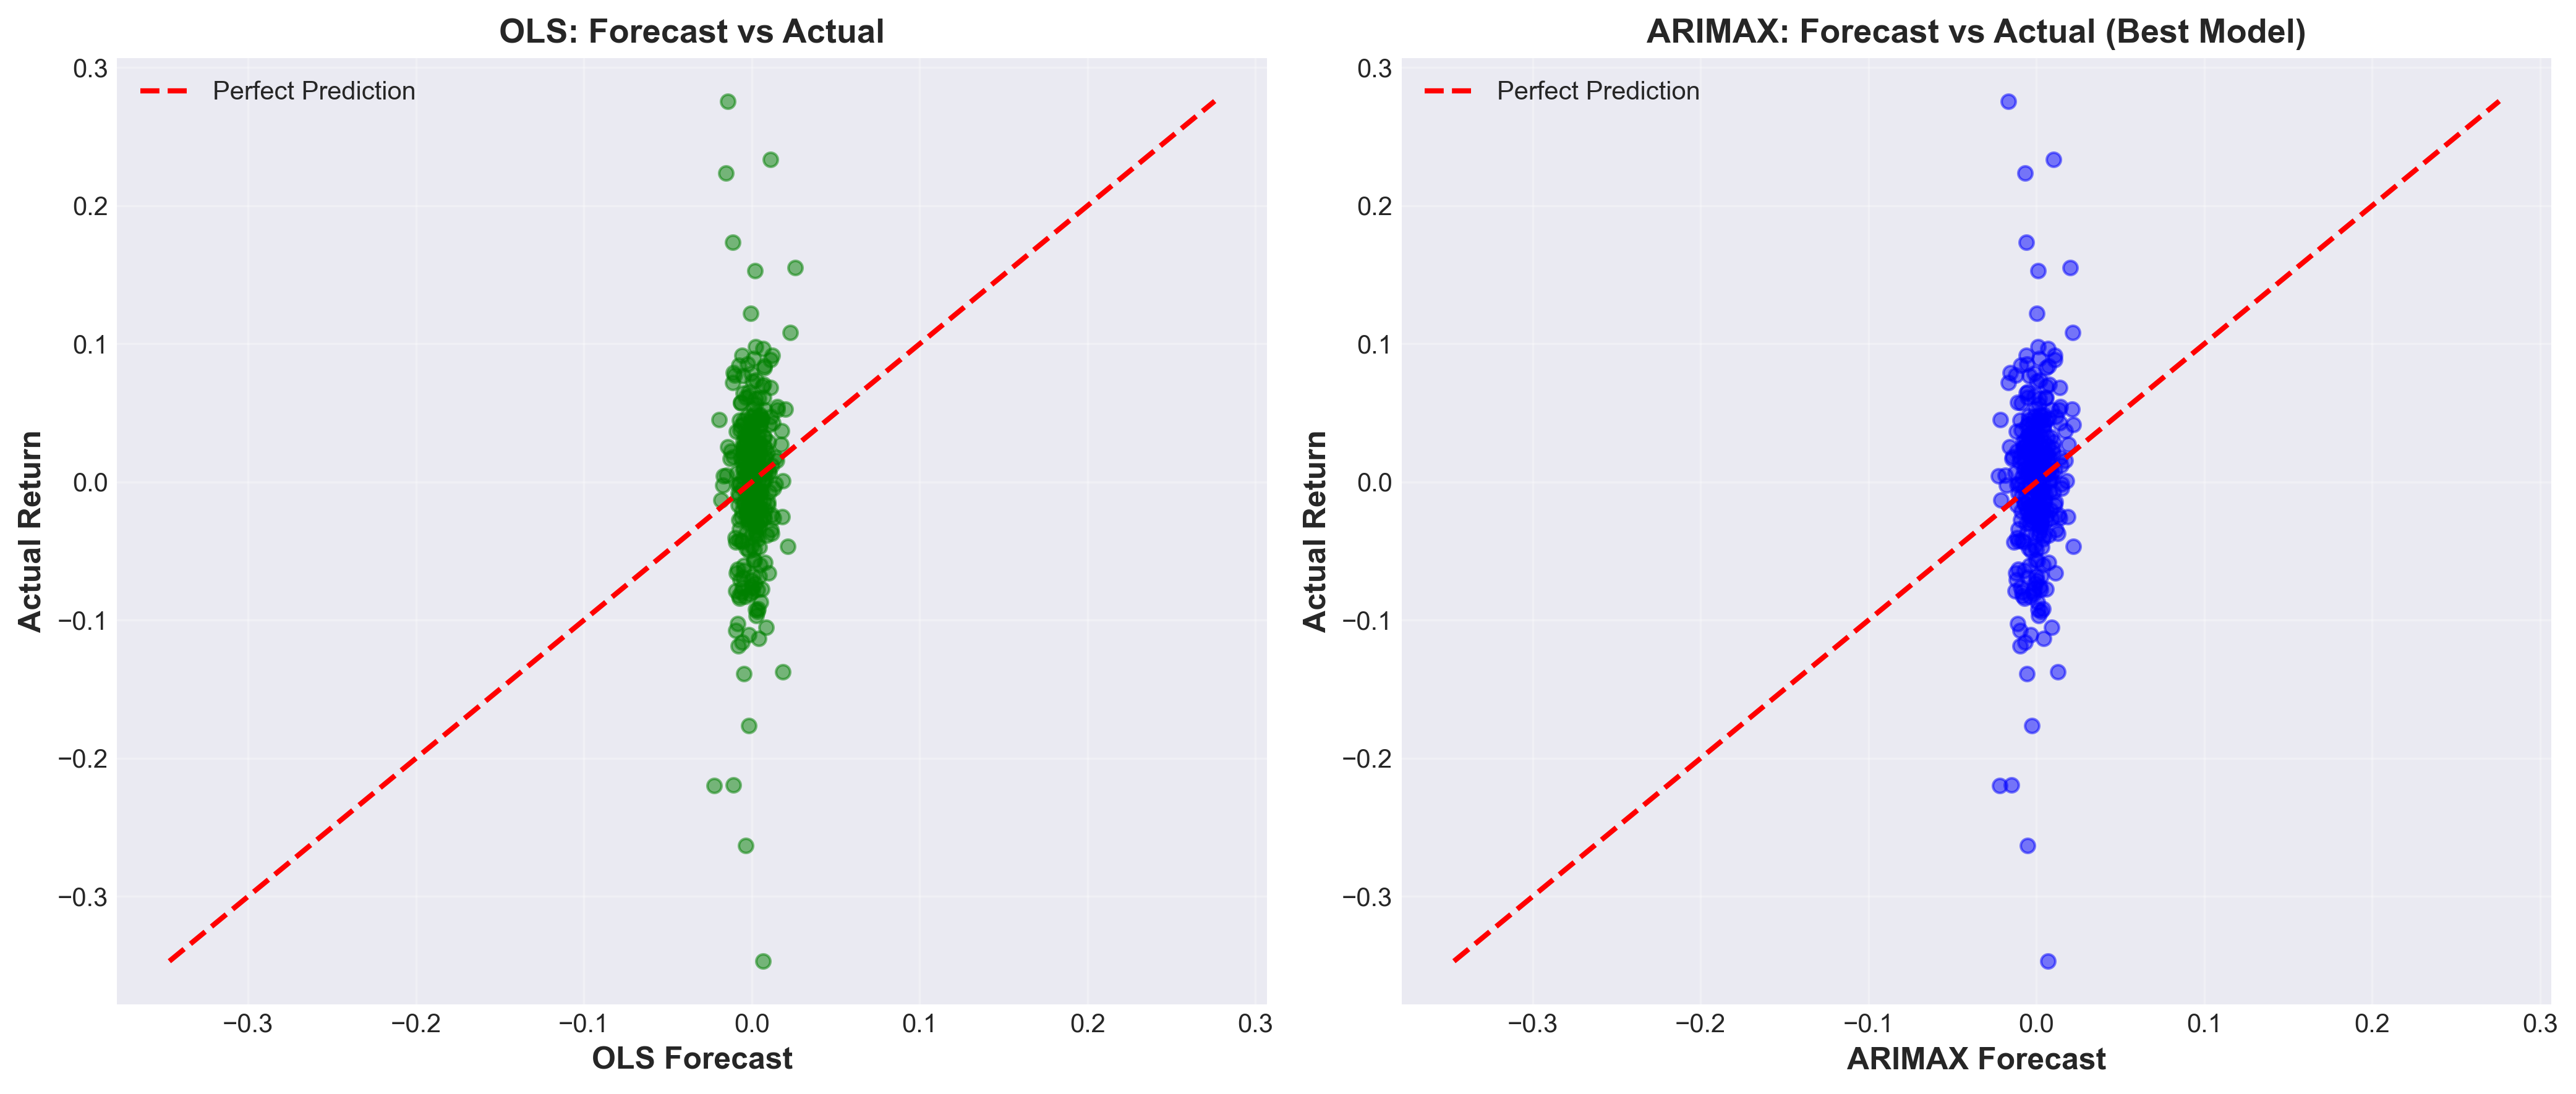 OLS: Forecast vs Actual
Perfect Prediction
0.3
0.2
0.1
0.0
−0.1
−0.2
−0.3
Actual Return
−0.3 −0.2 −0.1 0.0 0.1 0.2 0.3
OLS Forecast
ARIMAX: Forecast vs Actual (Best Model)
Perfect Prediction
0.3
0.2
0.1
0.0
−0.1
−0.2
−0.3
Actual Return
−0.3 −0.2 −0.1 0.0 0.1 0.2 0.3
ARIMAX Forecast